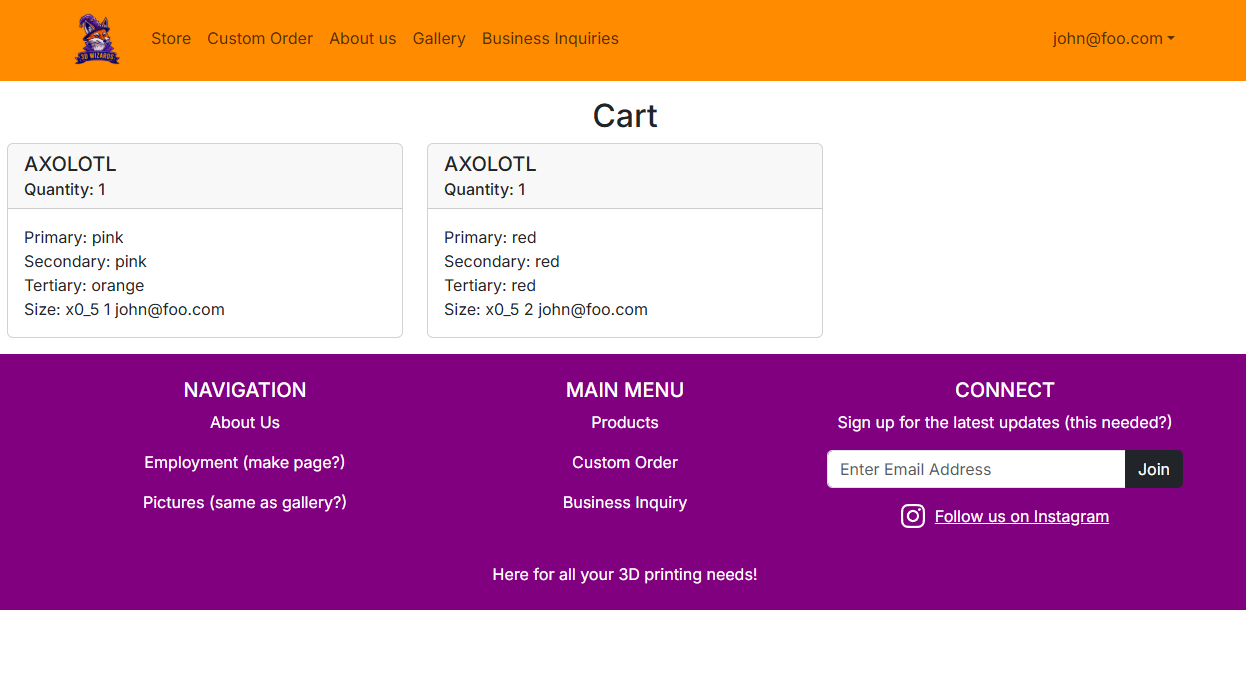 3D WIZARDS
Store Custom Order About us Gallery Business Inquiries john@foo.com
Cart
AXOLOTL
Quantity: 1
Primary: pink
Secondary: pink
Tertiary: orange
Size: x0_5 1 john@foo.com
AXOLOTL
Quantity: 1
Primary: red
Secondary: red
Tertiary: red
Size: x0_5 2 john@foo.com
NAVIGATION
About Us
Employment (make page?)
Pictures (same as gallery?)
MAIN MENU
Products
Custom Order
Business Inquiry
CONNECT
Sign up for the latest updates (this needed?)
Enter Email Address Join
Follow us on Instagram
Here for all your 3D printing needs!